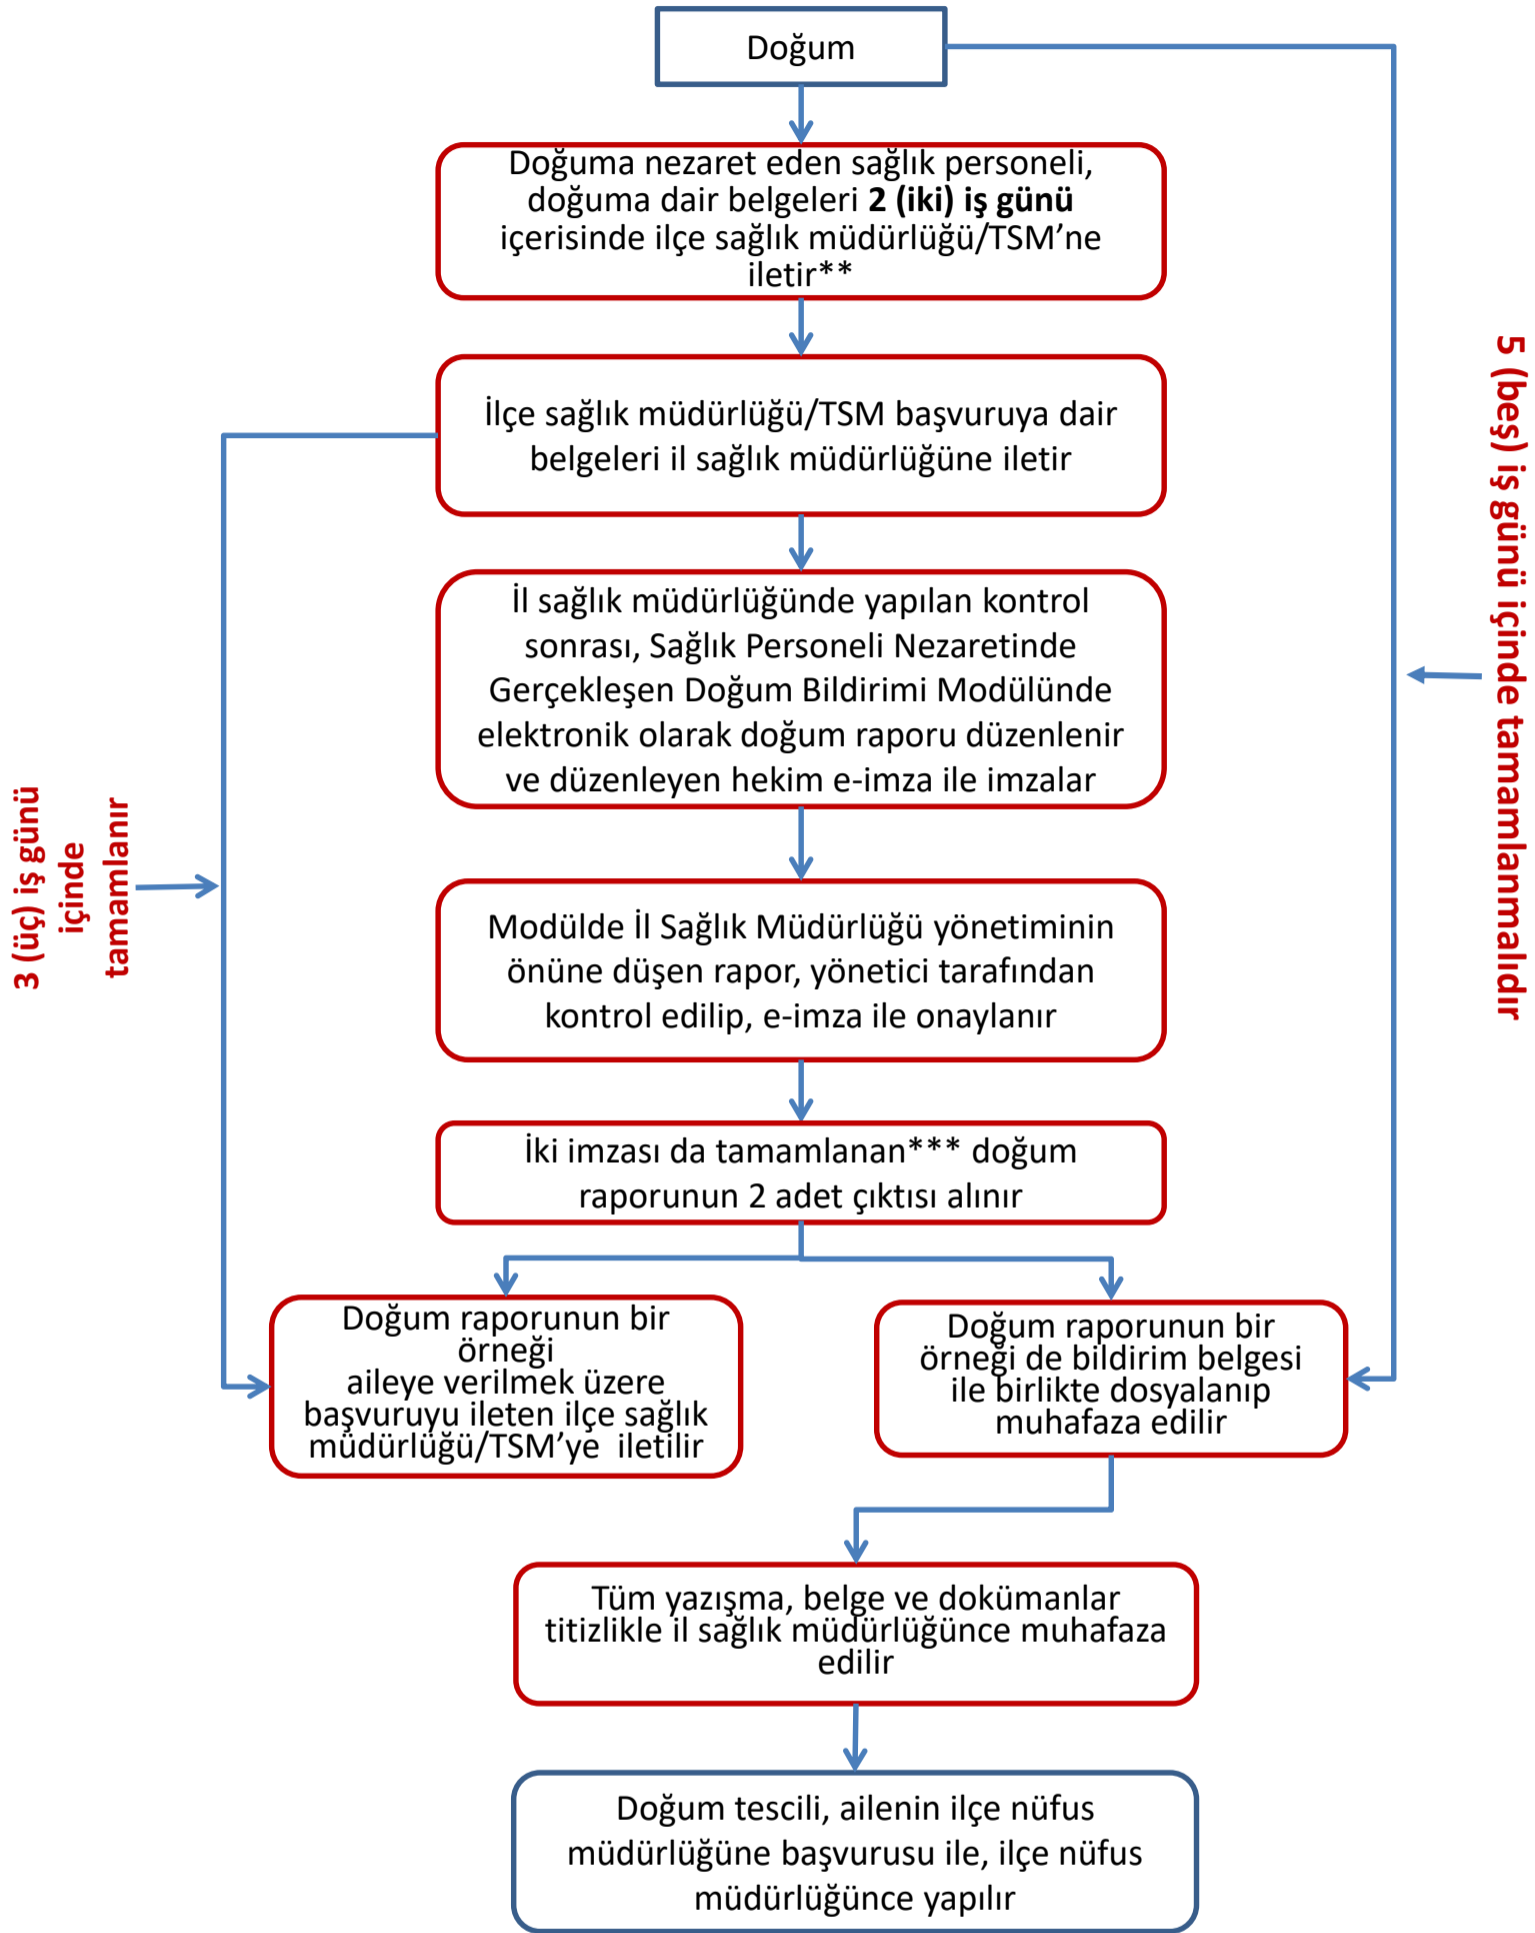 Doğum
Doğuma nezaret eden sağlık personeli,
doğuma dair belgeleri 2 (iki) iş günü
içerisinde ilçe sağlık müdürlüğü/TSM’ne
iletir**
İlçe sağlık müdürlüğü/TSM başvuruya dair
belgeleri il sağlık müdürlüğüne iletir
İl sağlık müdürlüğünde yapılan kontrol
sonrası, Sağlık Personeli Nezaretinde
Gerçekleşen Doğum Bildirimi Modülünde
elektronik olarak doğum raporu düzenlenir
ve düzenleyen hekim e-imza ile imzalar
Modülde İl Sağlık Müdürlüğü yönetiminin
önüne düşen rapor, yönetici tarafından
kontrol edilip, e-imza ile onaylanır
İki imzası da tamamlanan*** doğum
raporunun 2 adet çıktısı alınır
Doğum raporunun bir
örneği
aileye verilmek üzere
başvuruyu ileten ilçe sağlık
müdürlüğü/TSM’ye iletilir
Doğum raporunun bir
örneği de bildirim belgesi
ile birlikte dosyalanıp
muhafaza edilir
Tüm yazışma, belge ve dokümanlar
titizlikle il sağlık müdürlüğünce muhafaza
edilir
Doğum tescili, ailenin ilçe nüfus
müdürlüğüne başvurusu ile, ilçe nüfus
müdürlüğünce yapılır
3 (üç) iş günü
içinde
tamamlanır
5 (beş) iş günü içinde tamamlanmalıdır